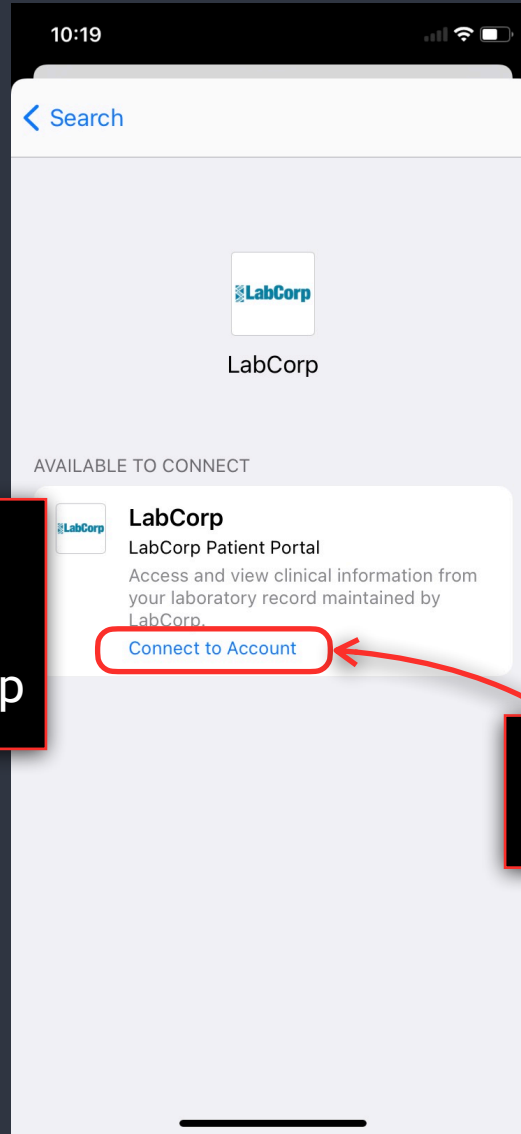 10:19
Search
LabCorp
LabCorp
AVAILABLE TO CONNECT
LabCorp
LabCorp
LabCorp Patient Portal
Access and view clinical information from
your laboratory record maintained by
LabCorp.
Connect to Account
p